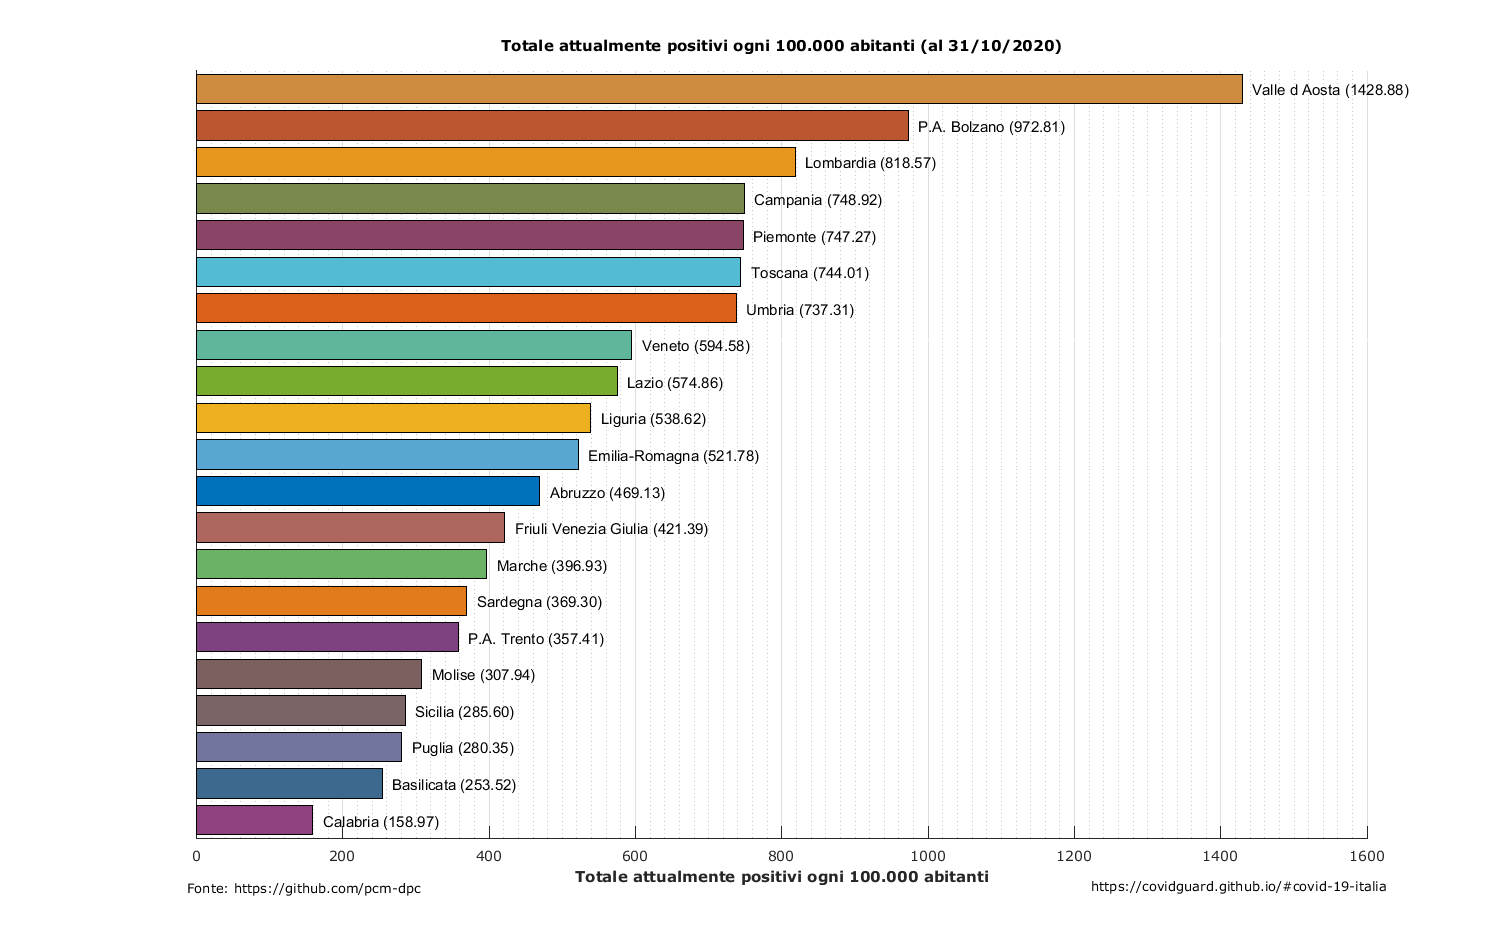 Totale attualmente positivi ogni 100.000 abitanti (al 31/10/2020)
Valle d Aosta (1428.88)
P.A. Bolzano (972.81)
Lombardia (818.57)
Campania (748.92)
Piemonte (747.27)
Toscana (744.01)
Umbria (737.31)
Veneto (594.58)
Lazio (574.86)
Liguria (538.62)
Emilia-Romagna (521.78)
Abruzzo (469.13)
Friuli Venezia Giulia (421.39)
Marche (396.93)
Sardegna (369.30)
P.A. Trento (357.41)
Molise (307.94)
Sicilia (285.60)
Puglia (280.35)
Basilicata (253.52)
Calabria (158.97)
0 200 400 600 800 1000 1200 1400 1600
Totale attualmente positivi ogni 100.000 abitanti
Fonte: https://github.com/pcm-dpc
https://covidguard.github.io/#covid-19-italia